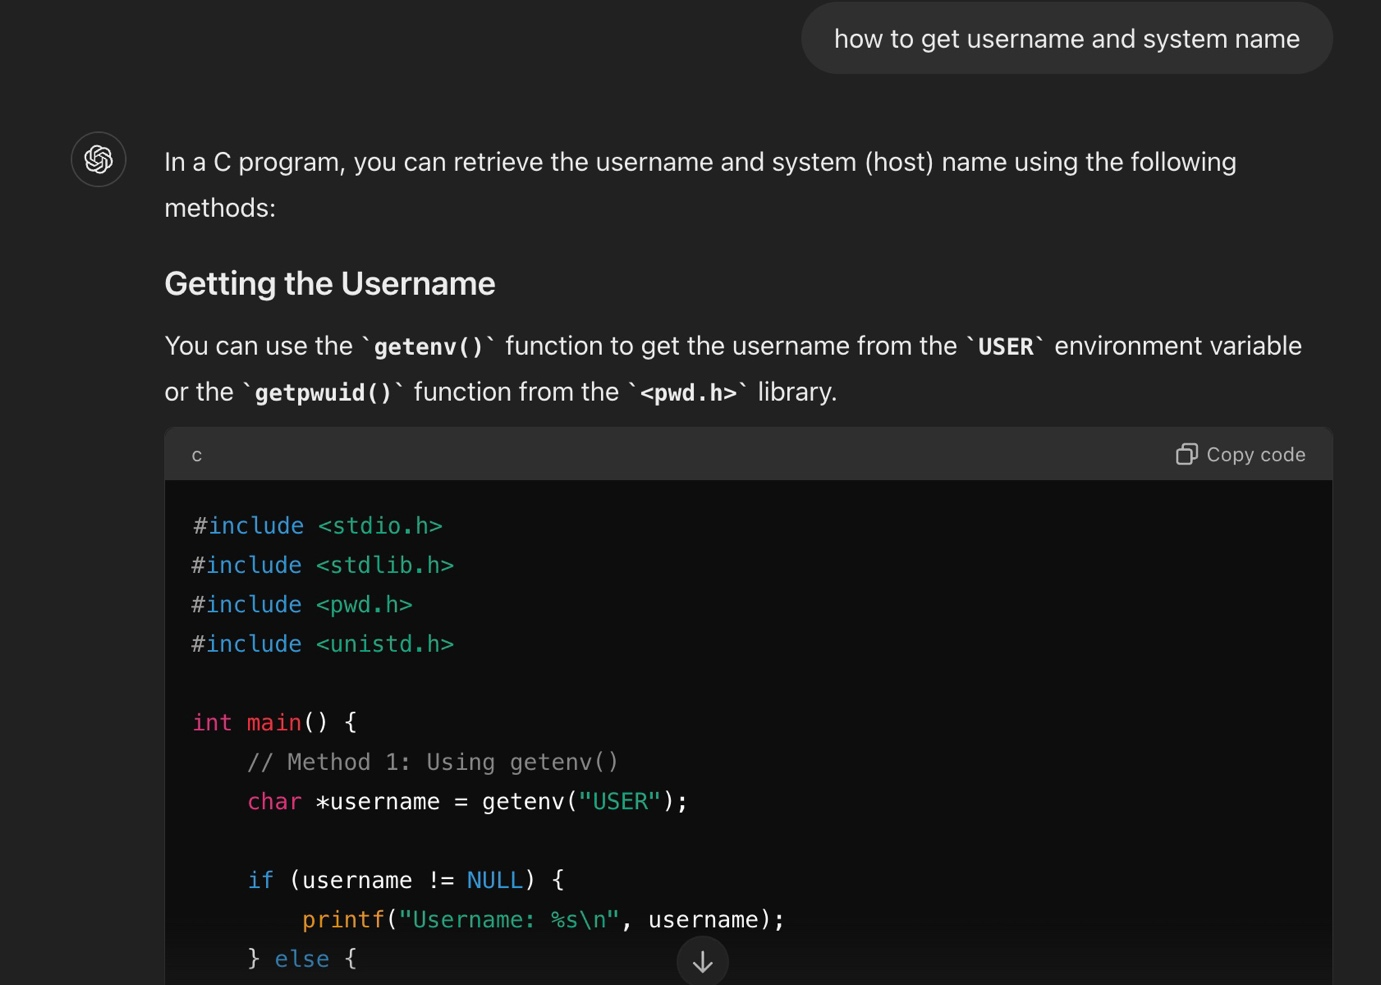 how to get username and system name
In a C program, you can retrieve the username and system (host) name using the following
methods:
Getting the Username
You can use the `getenv()` function to get the username from the `USER` environment variable
or the `getpwuid()` function from the `<pwd.h>` library.
c
Copy code
#include <stdio.h>
#include <stdlib.h>
#include <pwd.h>
#include <unistd.h>
int main() {
    // Method 1: Using getenv()
    char *username = getenv("USER");
    if (username != NULL) {
        printf("Username: %s\n", username);
    } else {